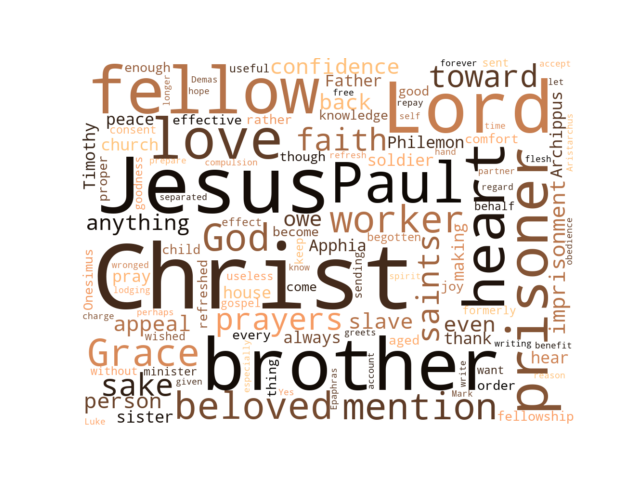 enough
useful
confidence
forever
sent
accept
fellow
longer
Demas
hope
Father
free
back
good
repay
self
toward
let
Lord
peace
effective
rather
knowledge
time
Archippus
Timothy
consent
church
love
faith
Philemon
comfort
hand
Aristarchus
proper
goodness
prepare
compulsion
though
refresh
soldier
partner
flesh
separated
Jesus
Paul
regard
behalf
heart
prisoner
imprisonment
obedience
anything
effect
become
owe
worker
God
Apphia
begotten
saints
making
joy
child
refreshed
keep
sending
Christ
wronged
pray
useless
know
spirit
formerly
Onesimus
lodging
house
gospel
come
charge
perhaps
appeal
wished
prayers
slave
even
writing
benefit
every
always
aged
thank
hear
Grace
without
minister
brother
greets
reason
sake
given
especially
thing
Yes
Epaphras
account
write
want
order
person
sister
beloved
mention
Mark
fellowship
Luke